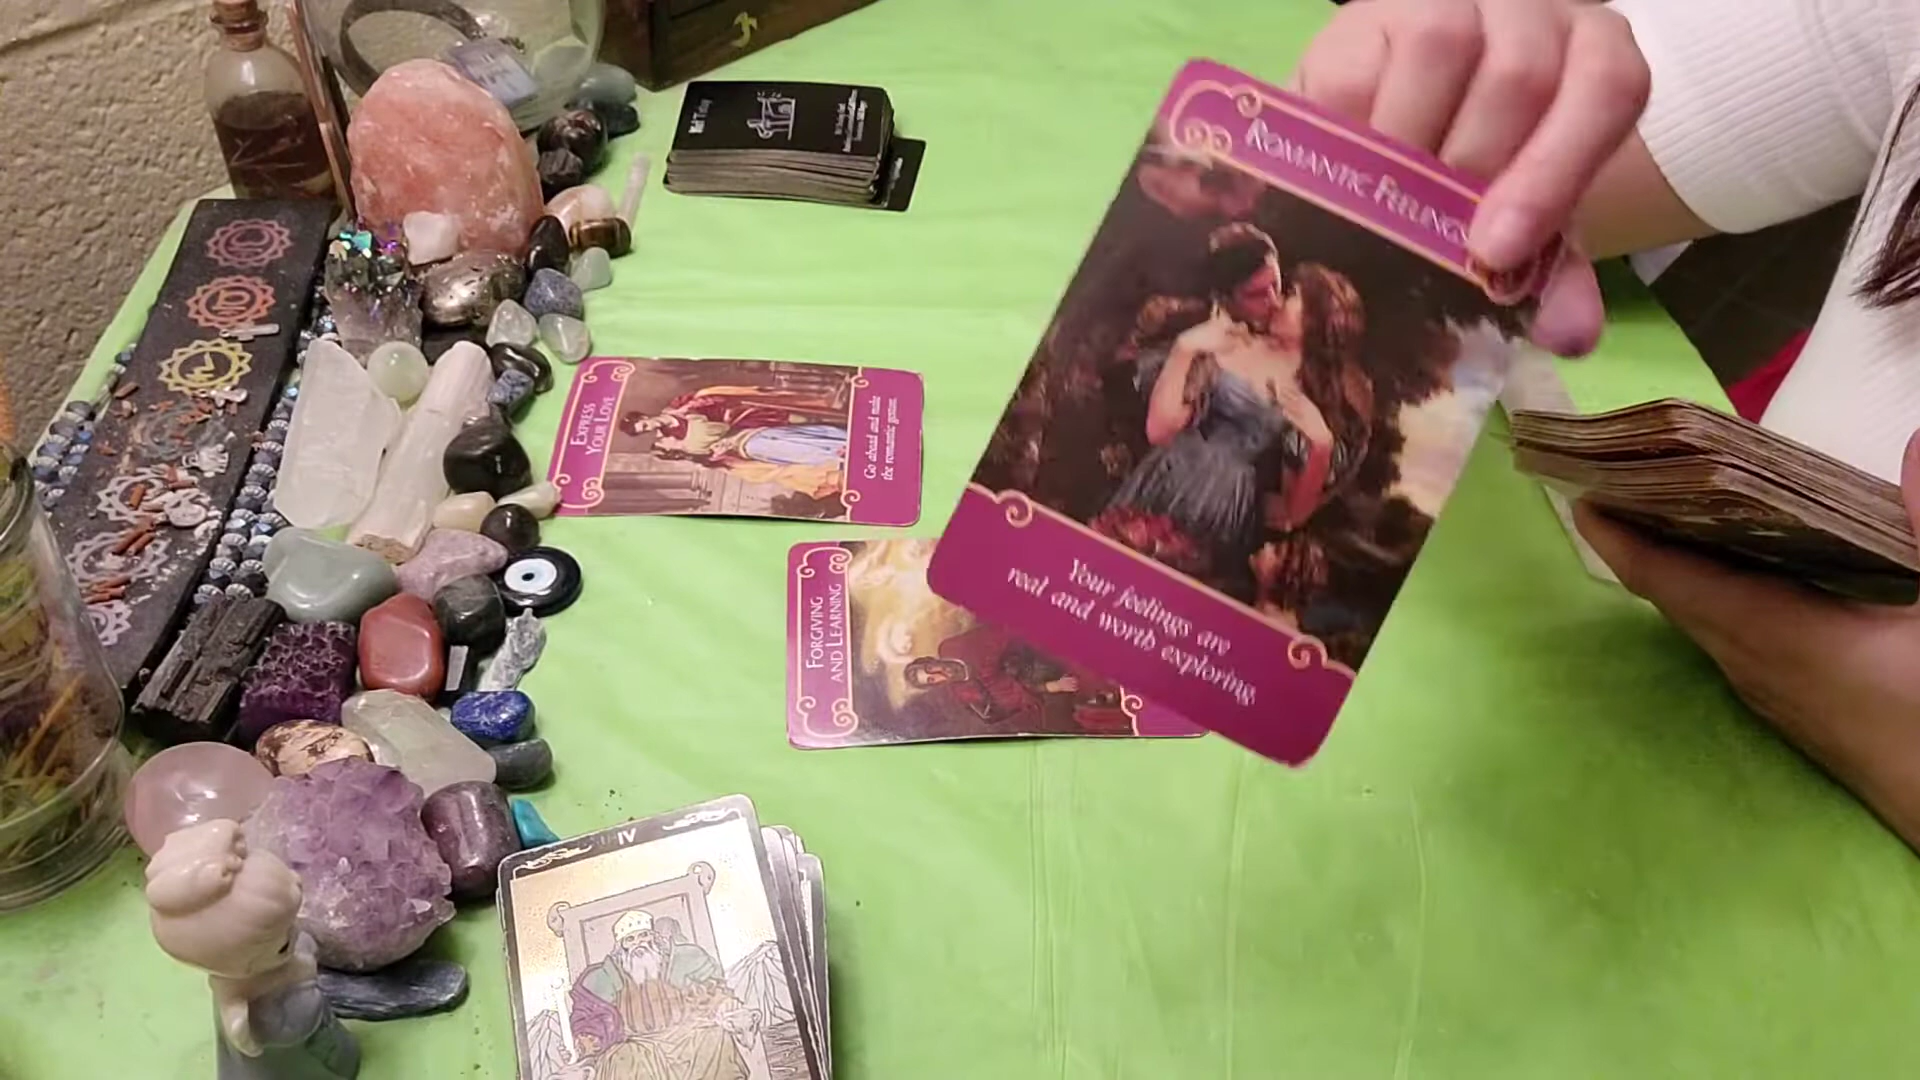 ROMANTIC FEELINGS
Your feelings are
real and worth exploring.
EXPRESS
YOUR LOVE
Go ahead and make
the romantic gesture.
FORGIVING
AND LEARNING
IV